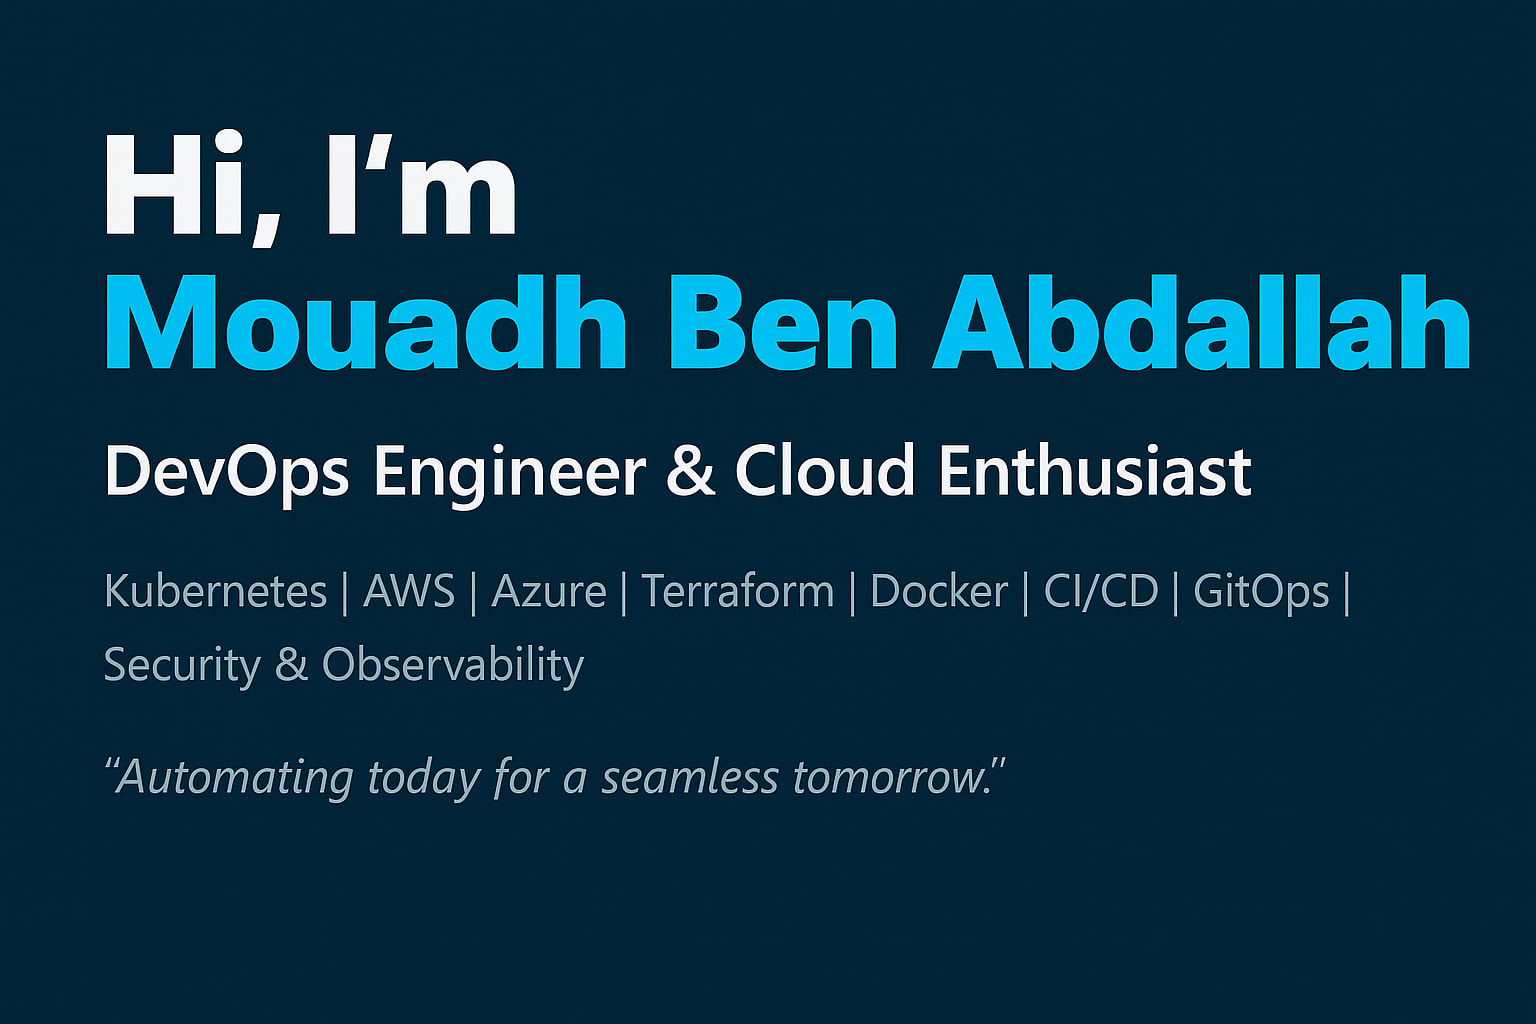 Hi, I’m
Mouadh Ben Abdallah
DevOps Engineer & Cloud Enthusiast
Kubernetes | AWS | Azure | Terraform | Docker | CI/CD | GitOps |
Security & Observability
“Automating today for a seamless tomorrow.”